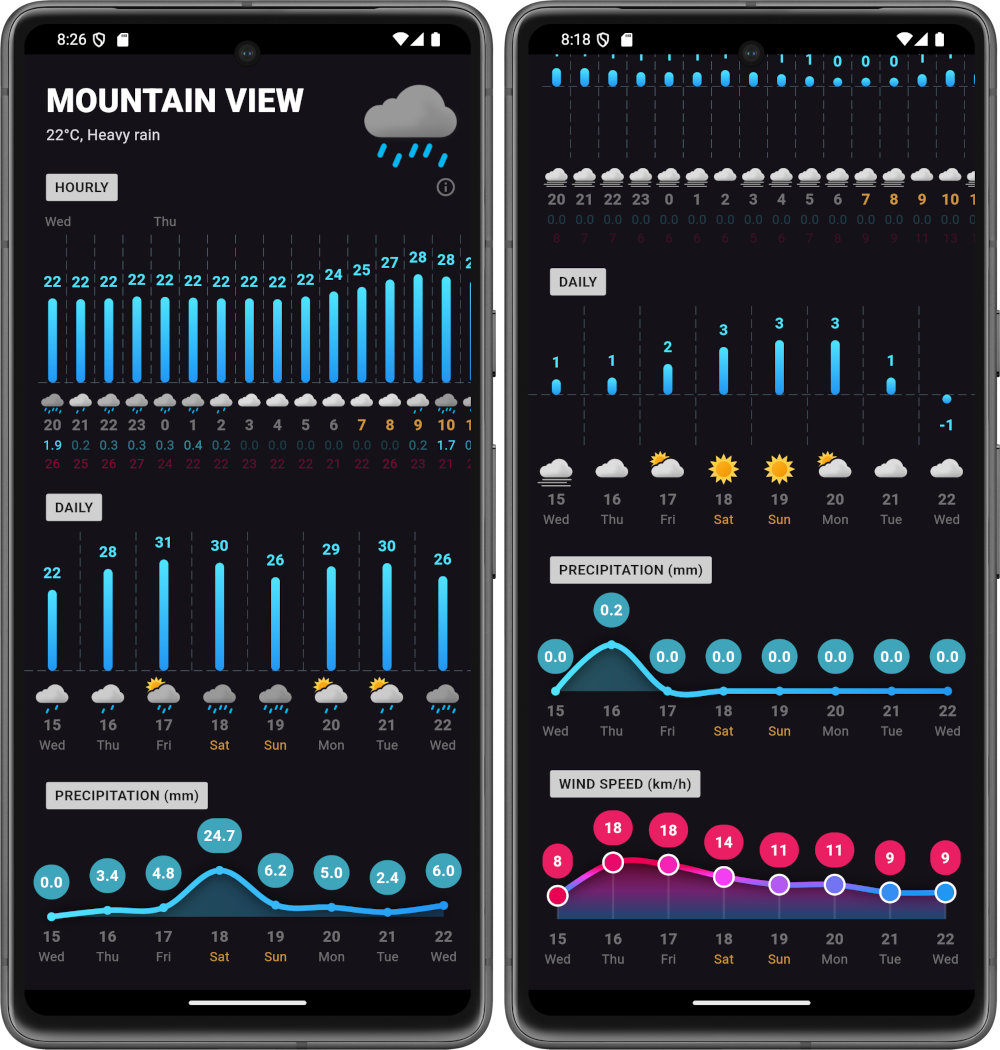 8:26
MOUNTAIN VIEW
22°C, Heavy rain
HOURLY
Wed Thu
22 22 22 22 22 22 22 22 22 22 24 25 27 28 28
20 21 22 23 0 1 2 3 4 5 6 7 8 9 10
1.9 0.2 0.3 0.3 0.3 0.4 0.2 0.0 0.0 0.0 0.0 0.0 0.0 0.2 1.7
26 25 26 27 24 22 22 23 22 22 21 22 26 23 21
DAILY
22 28 31 30 26 29 30 26
15 16 17 18 19 20 21 22
Wed Thu Fri Sat Sun Mon Tue Wed
PRECIPITATION (mm)
0.0 3.4 4.8 24.7 6.2 5.0 2.4 6.0
15 16 17 18 19 20 21 22
Wed Thu Fri Sat Sun Mon Tue Wed
8:18
1 1 0 0 0
20 21 22 23 0 1 2 3 4 5 6 7 8 9 10
0.0 0.0 0.0 0.0 0.0 0.0 0.0 0.0 0.0 0.0 0.0 0.0 0.0 0.0 0.0
8 7 7 7 6 6 6 5 6 7 8 9 9 11 13
DAILY
1 1 2 3 3 3 1 -1
15 16 17 18 19 20 21 22
Wed Thu Fri Sat Sun Mon Tue Wed
PRECIPITATION (mm)
0.0 0.2 0.0 0.0 0.0 0.0 0.0 0.0
15 16 17 18 19 20 21 22
Wed Thu Fri Sat Sun Mon Tue Wed
WIND SPEED (km/h)
8 18 18 14 11 11 9 9
15 16 17 18 19 20 21 22
Wed Thu Fri Sat Sun Mon Tue Wed